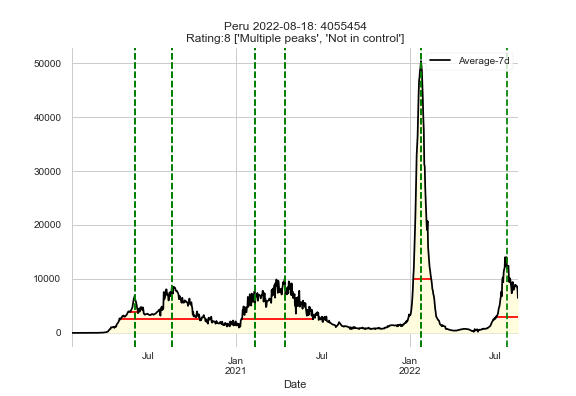 Peru 2022-08-18: 4055454
Rating:8 ['Multiple peaks', 'Not in control']
Average-7d
50000
40000
30000
20000
10000
0
Jul
Jan
2021
Jul
Jan
2022
Jul
Date